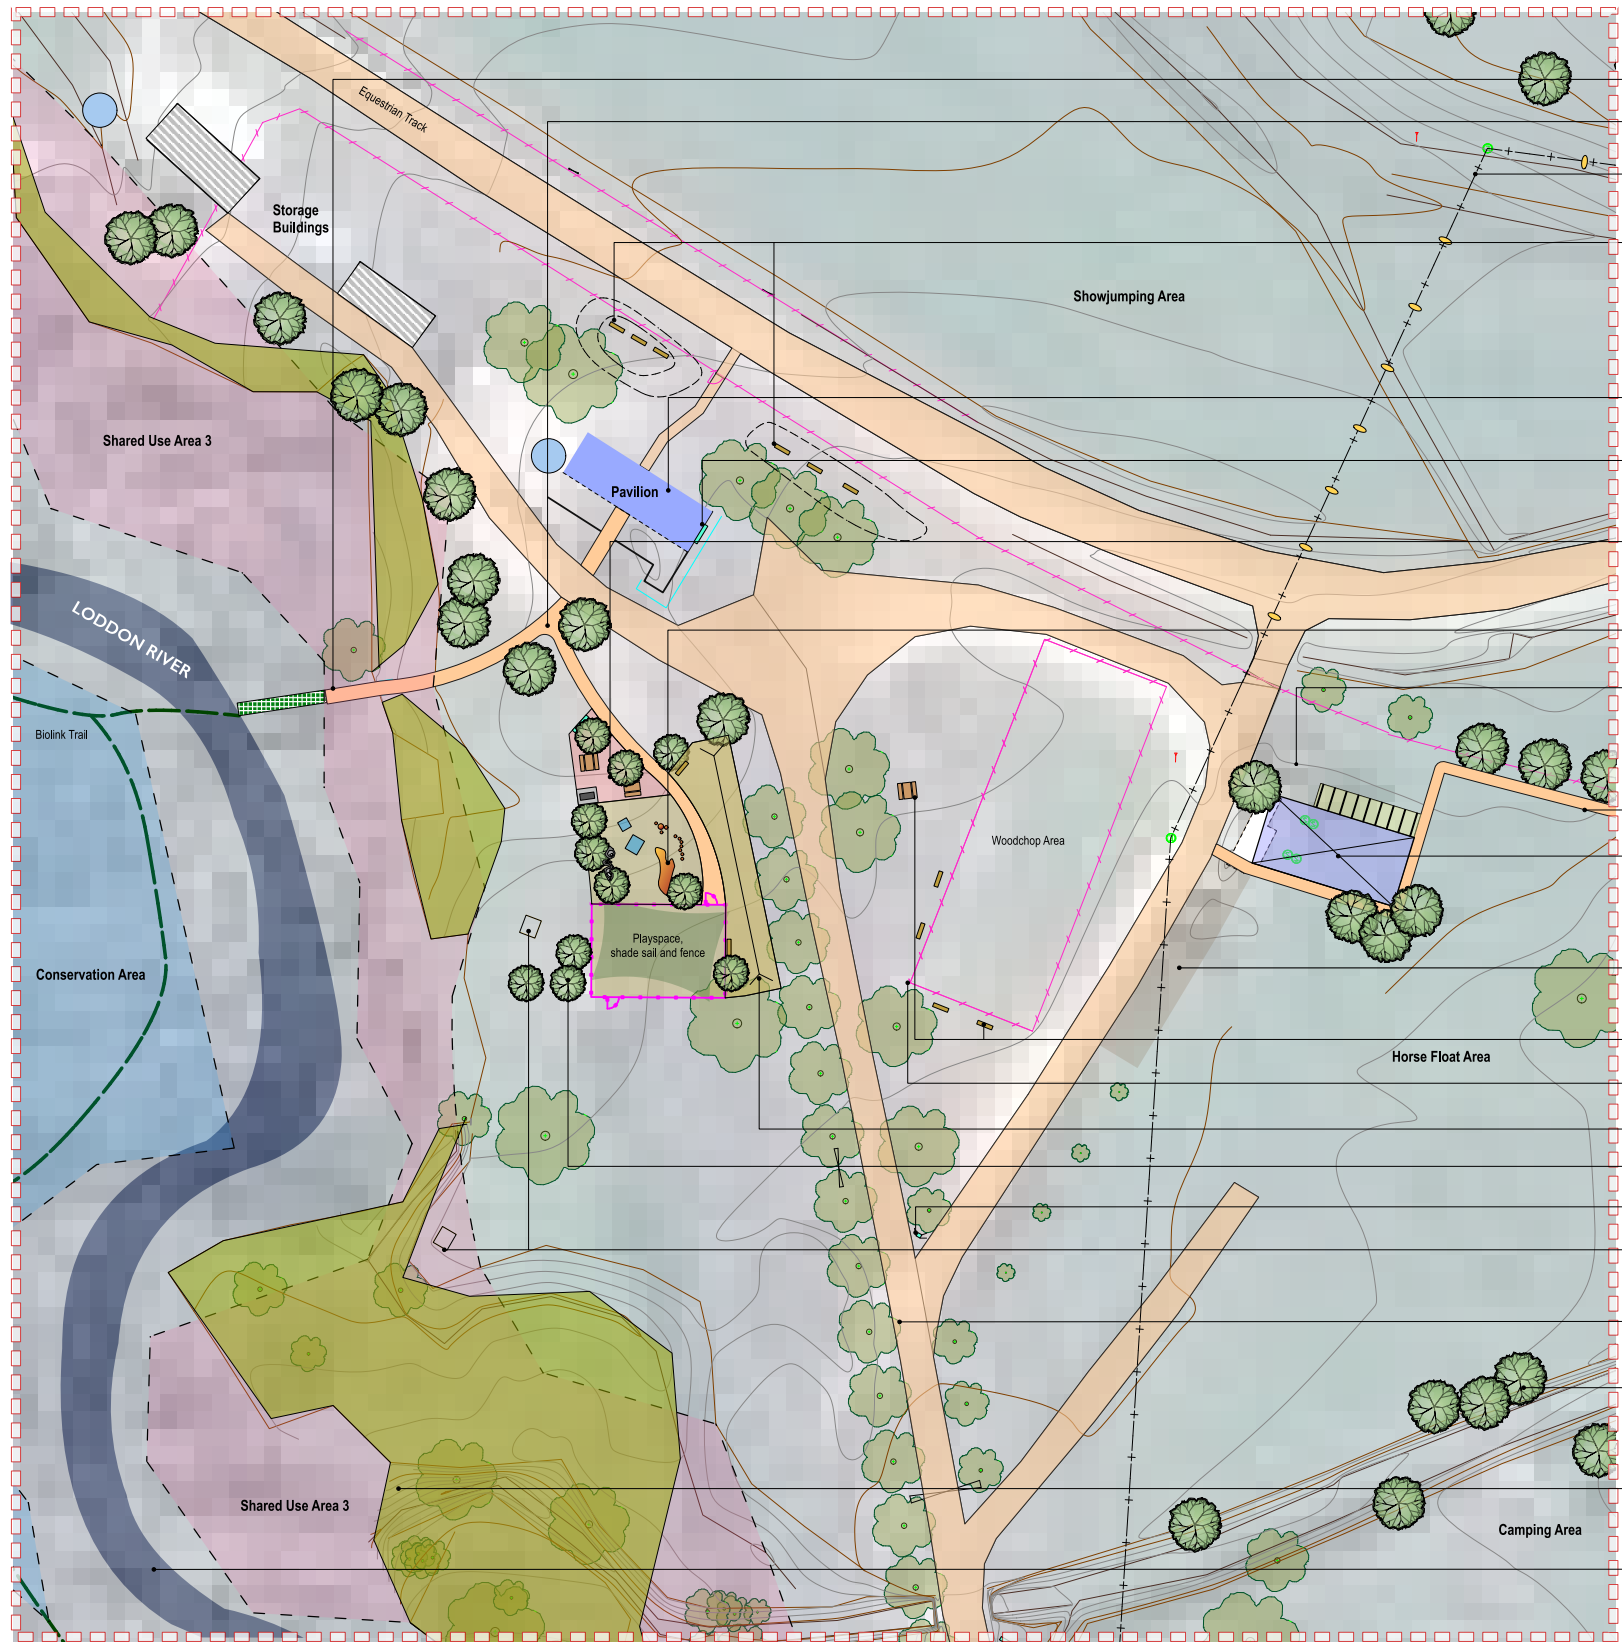 Equestrian Track
Storage
Buildings
Showjumping Area
Shared Use Area 3
Pavilion
LODDON RIVER
Biolink Trail
Woodchop Area
Playspace,
shade sail and fence
Conservation Area
Horse Float Area
Shared Use Area 3
Camping Area